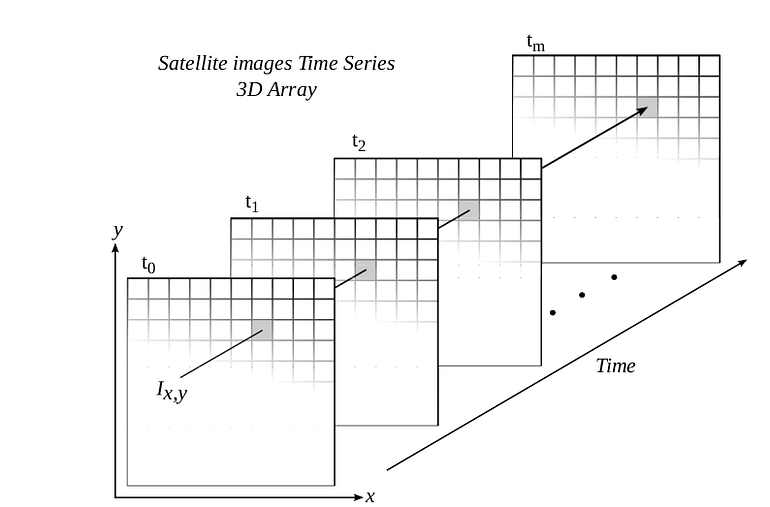 Satellite images Time Series
3D Array
tm
t2
t1
y
t0
Ix,y
Time
x